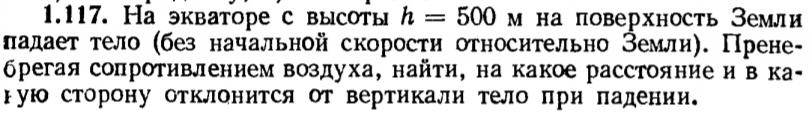 1.117. На экваторе с высоты h = 500 м на поверхность Земли
падает тело (без начальной скорости относительно Земли). Прене-
брегая сопротивлением воздуха, найти, на какое расстояние и в ка-
кую сторону отклонится от вертикали тело при падении.